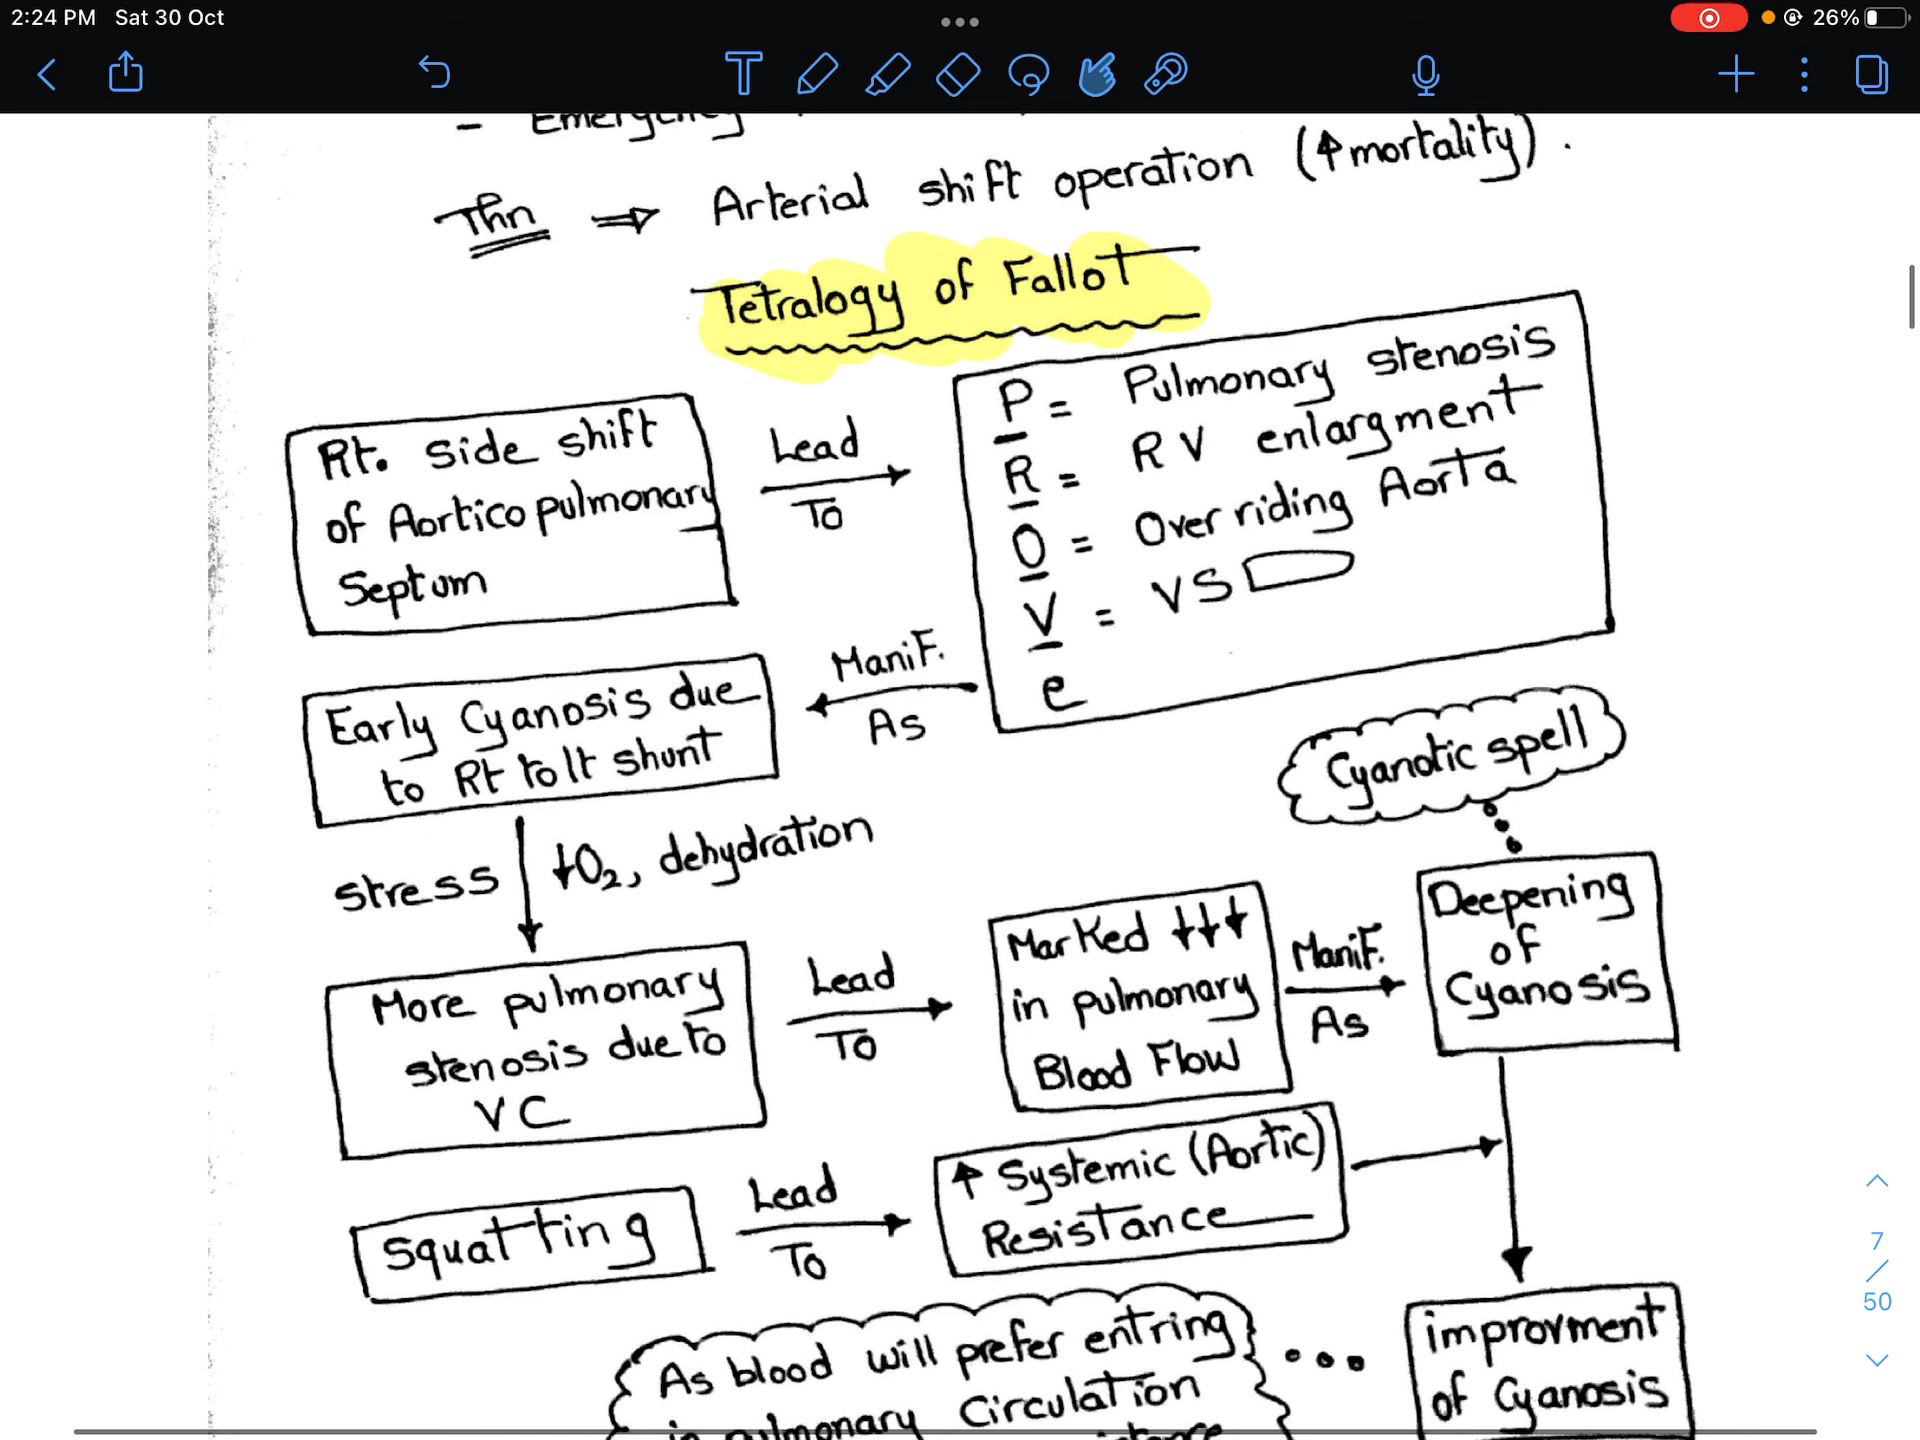 2:24 PM Sat 30 Oct
26%
- Emergency
Thn ⇒ Arterial shift operation (↑mortality).
Tetralogy of Fallot
P = Pulmonary stenosis
R = RV enlargment
O = Over riding Aorta
V = VSD
e
Rt. side shift
of Aortico pulmonary
Septum
Lead
To
Manif.
As
Early Cyanosis due
to Rt to lt shunt
Cyanotic spell
stress ↓O2, dehydration
More pulmonary
stenosis due to
VC
Lead
To
Marked ↓↓↓
in pulmonary
Blood Flow
Manif.
As
Deepening
of
Cyanosis
Squatting
Lead
To
↑ Systemic (Aortic)
Resistance
As blood will prefer entring
in pulmonary Circulation
improvment
of Cyanosis
7
/
50